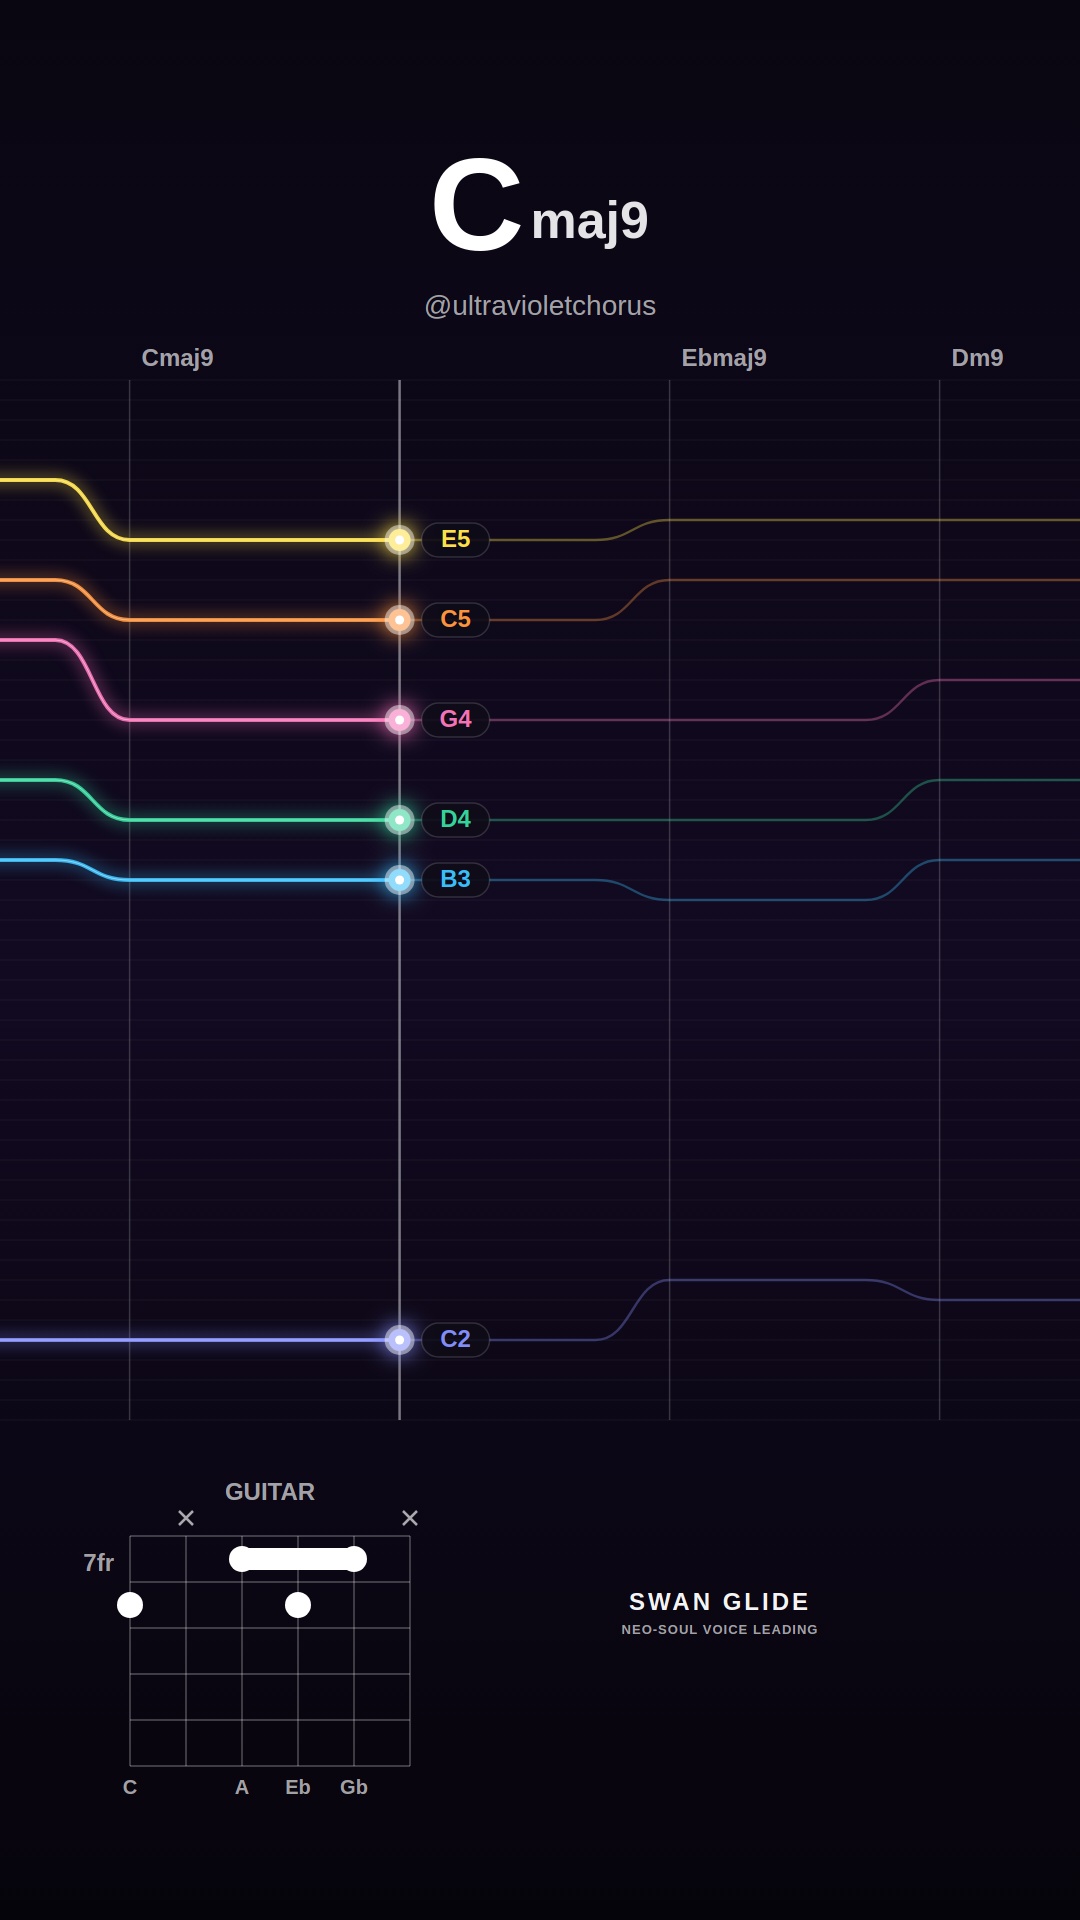 C maj9
@ultravioletchorus
Cmaj9 Ebmaj9 Dm9
E5
C5
G4
D4
B3
C2
GUITAR
× ×
7fr
SWAN GLIDE
NEO-SOUL VOICE LEADING
C A Eb Gb